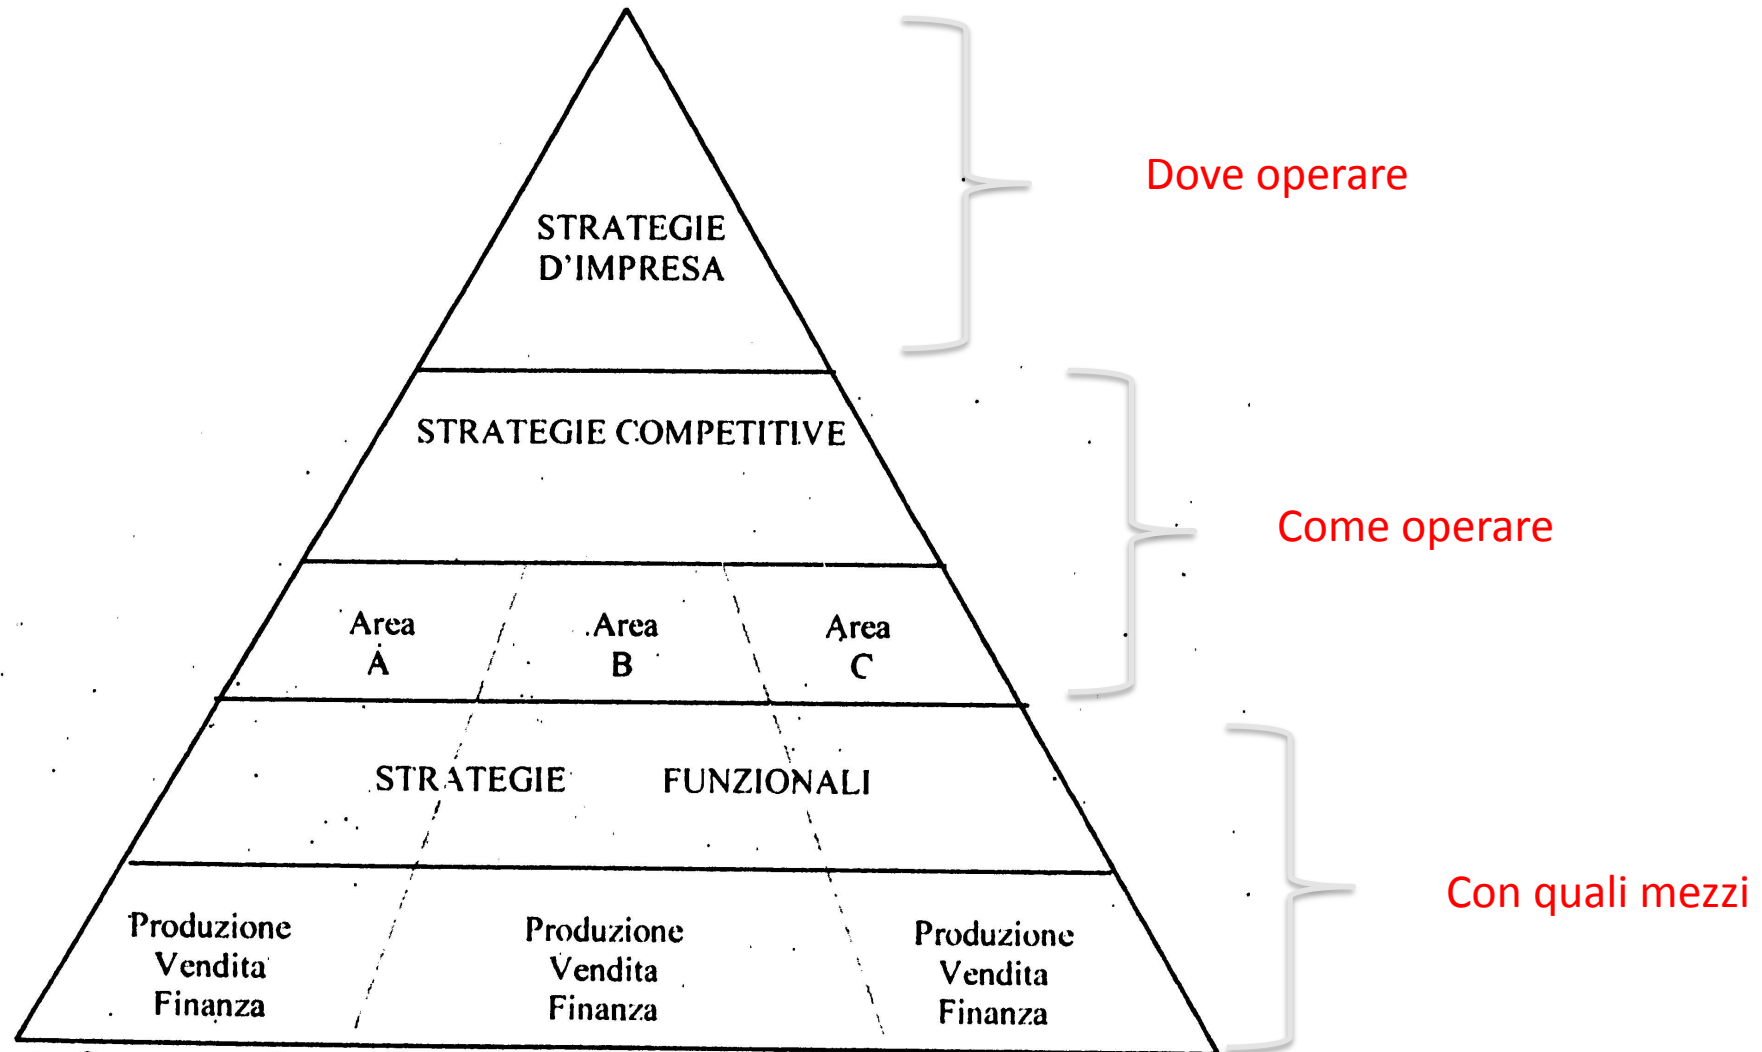 Dove operare
STRATEGIE
D'IMPRESA
STRATEGIE COMPETITIVE
Come operare
Area
A
Area
B
Area
C
STRATEGIE FUNZIONALI
Con quali mezzi
Produzione
Vendita
Finanza
Produzione
Vendita
Finanza
Produzione
Vendita
Finanza